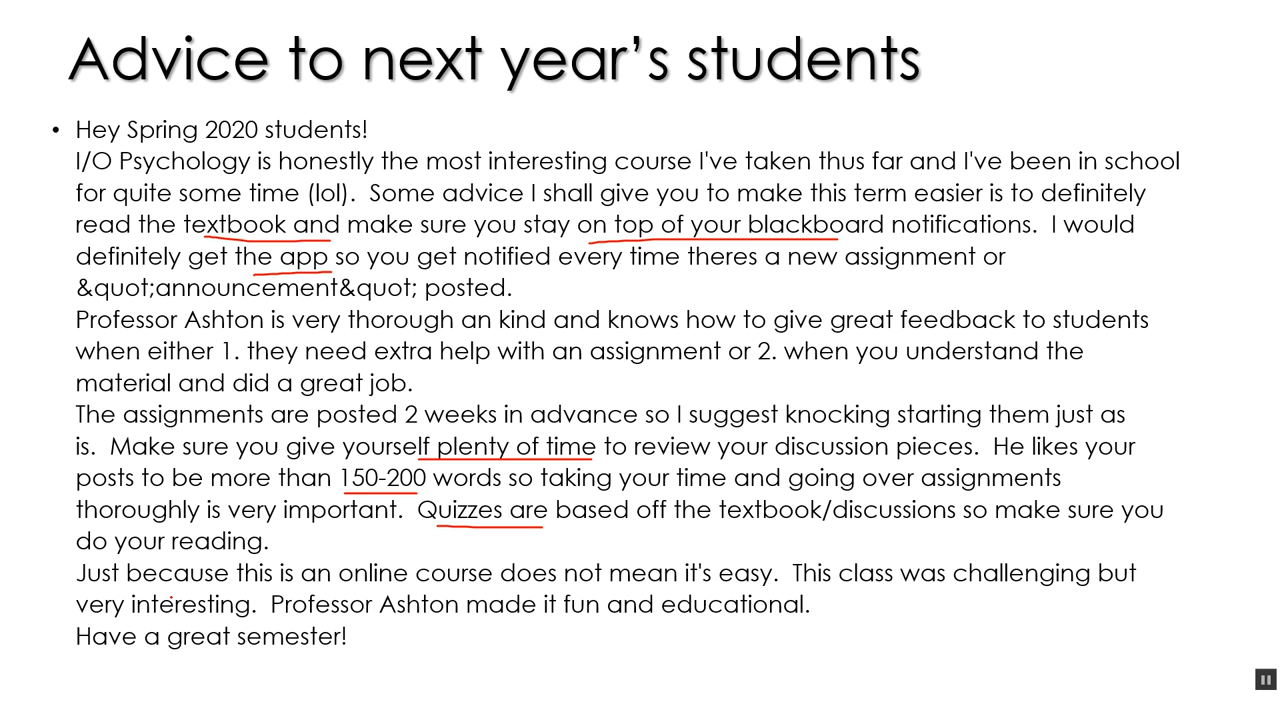 Advice to next year’s students
• Hey Spring 2020 students!
I/O Psychology is honestly the most interesting course I've taken thus far and I've been in school
for quite some time (lol).  Some advice I shall give you to make this term easier is to definitely
read the textbook and make sure you stay on top of your blackboard notifications.  I would
definitely get the app so you get notified every time theres a new assignment or
&quot;announcement&quot; posted.
Professor Ashton is very thorough an kind and knows how to give great feedback to students
when either 1. they need extra help with an assignment or 2. when you understand the
material and did a great job.
The assignments are posted 2 weeks in advance so I suggest knocking starting them just as
is.  Make sure you give yourself plenty of time to review your discussion pieces.  He likes your
posts to be more than 150-200 words so taking your time and going over assignments
thoroughly is very important.  Quizzes are based off the textbook/discussions so make sure you
do your reading.
Just because this is an online course does not mean it's easy.  This class was challenging but
very interesting.  Professor Ashton made it fun and educational.
Have a great semester!